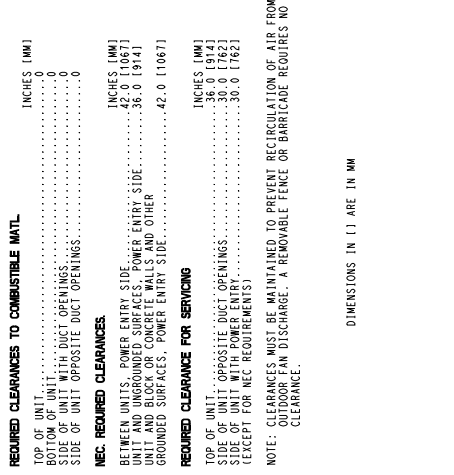 REQUIRED CLEARANCES TO COMBUSTIBLE MATL.
INCHES [MM]
TOP OF UNIT...................................................0
BOTTOM OF UNIT................................................0
SIDE OF UNIT WITH DUCT OPENINGS...............................0
SIDE OF UNIT OPPOSITE DUCT OPENINGS...........................0
NEC. REQUIRED CLEARANCES.
INCHES [MM]
BETWEEN UNITS, POWER ENTRY SIDE...............................42.0 [1067]
UNIT AND UNGROUNDED SURFACES, POWER ENTRY SIDE................36.0 [914]
UNIT AND BLOCK OR CONCRETE WALLS AND OTHER
GROUNDED SURFACES, POWER ENTRY SIDE...........................42.0 [1067]
REQUIRED CLEARANCE FOR SERVICING
INCHES [MM]
TOP OF UNIT...................................................36.0 [914]
SIDE OF UNIT OPPOSITE DUCT OPENINGS...........................30.0 [762]
SIDE OF UNIT WITH POWER ENTRY.................................30.0 [762]
(EXCEPT FOR NEC REQUIREMENTS)
NOTE: CLEARANCES MUST BE MAINTAINED TO PREVENT RECIRCULATION OF AIR FROM
OUTDOOR FAN DISCHARGE. A REMOVABLE FENCE OR BARRICADE REQUIRES NO
CLEARANCE.
DIMENSIONS IN [] ARE IN MM